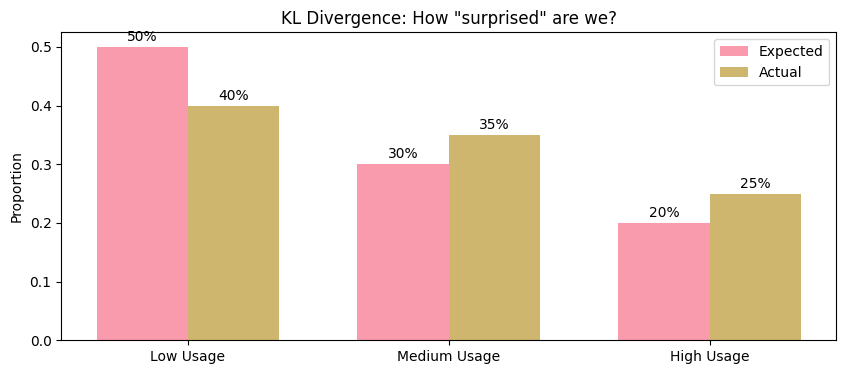 KL Divergence: How "surprised" are we?
Proportion
0.5
0.4
0.3
0.2
0.1
0.0
50%
40%
30%
35%
20%
25%
Expected
Actual
Low Usage
Medium Usage
High Usage